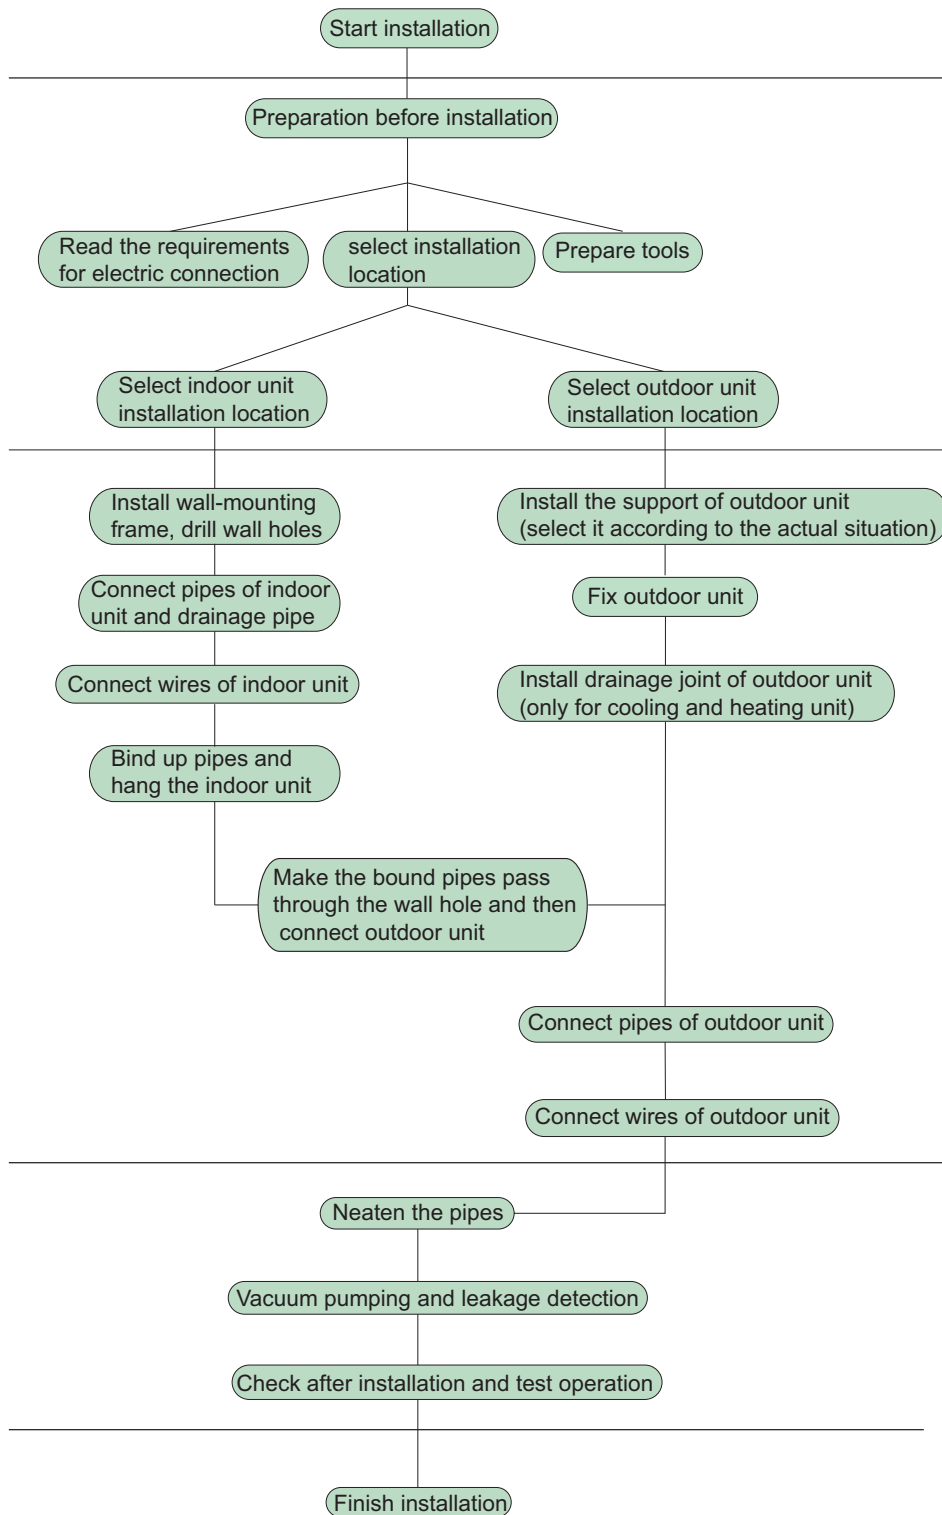 Start installation
Preparation before installation
Read the requirements
for electric connection
select installation
location
Prepare tools
Select indoor unit
installation location
Select outdoor unit
installation location
Install wall-mounting
frame, drill wall holes
Install the support of outdoor unit
(select it according to the actual situation)
Connect pipes of indoor
unit and drainage pipe
Fix outdoor unit
Connect wires of indoor unit
Install drainage joint of outdoor unit
(only for cooling and heating unit)
Bind up pipes and
hang the indoor unit
Make the bound pipes pass
through the wall hole and then
connect outdoor unit
Connect pipes of outdoor unit
Connect wires of outdoor unit
Neaten the pipes
Vacuum pumping and leakage detection
Check after installation and test operation
Finish installation